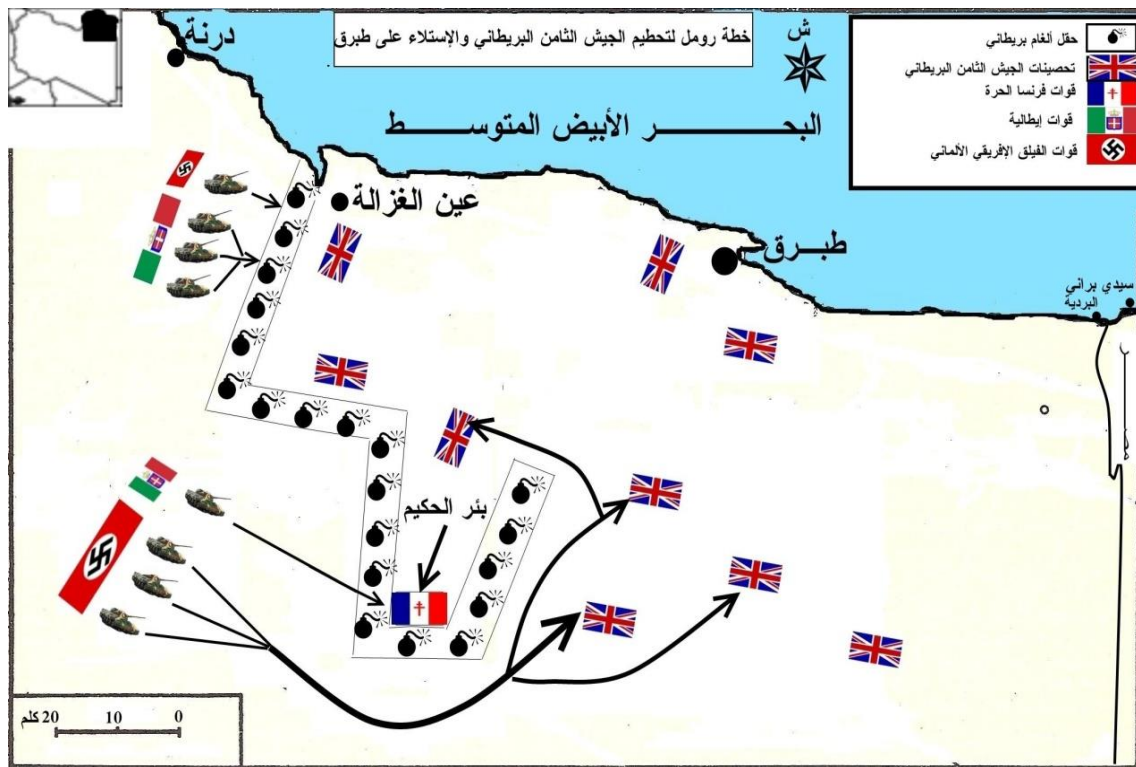 خطة رومل لتحطيم الجيش الثامن البريطاني والإستلاء على طبرق
ش
حقل ألغام بريطاني
تحصينات الجيش الثامن البريطاني
قوات فرنسا الحرة
قوات إيطالية
قوات الفيلق الإفريقي الألماني
درنة
البحر الأبيض المتوسط
عين الغزالة
طبرق
سيدي براني
البردية
مصر
بئر الحكيم
0 10 20 كلم